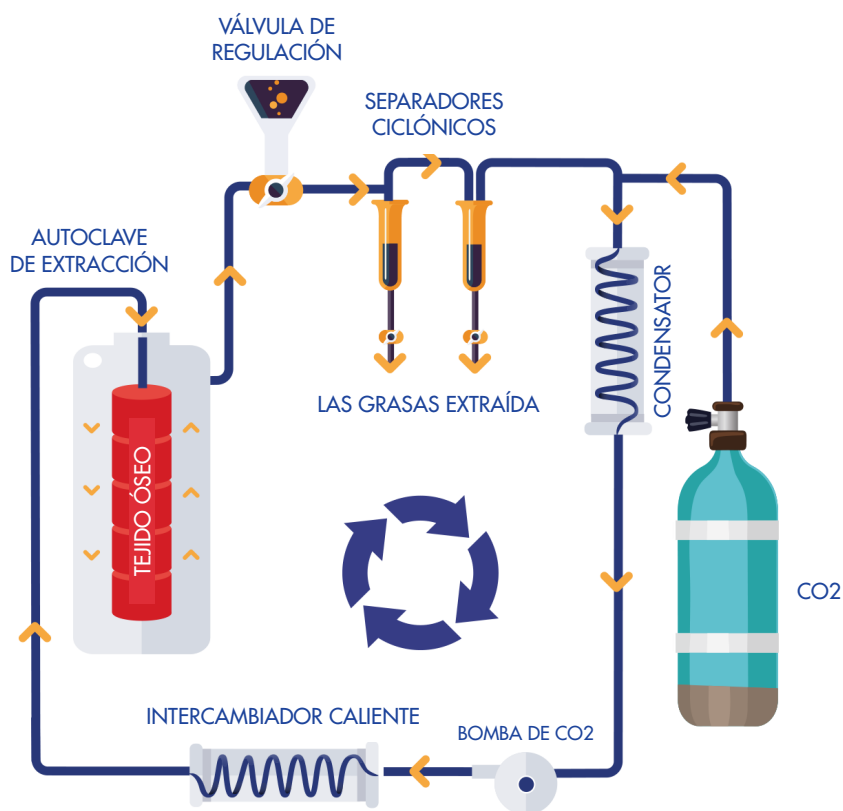 VÁLVULA DE
REGULACIÓN
SEPARADORES
CICLÓNICOS
AUTOCLAVE
DE EXTRACCIÓN
CONDENSATOR
LAS GRASAS EXTRAÍDA
TEJIDO ÓSEO
CO2
INTERCAMBIADOR CALIENTE
BOMBA DE CO2